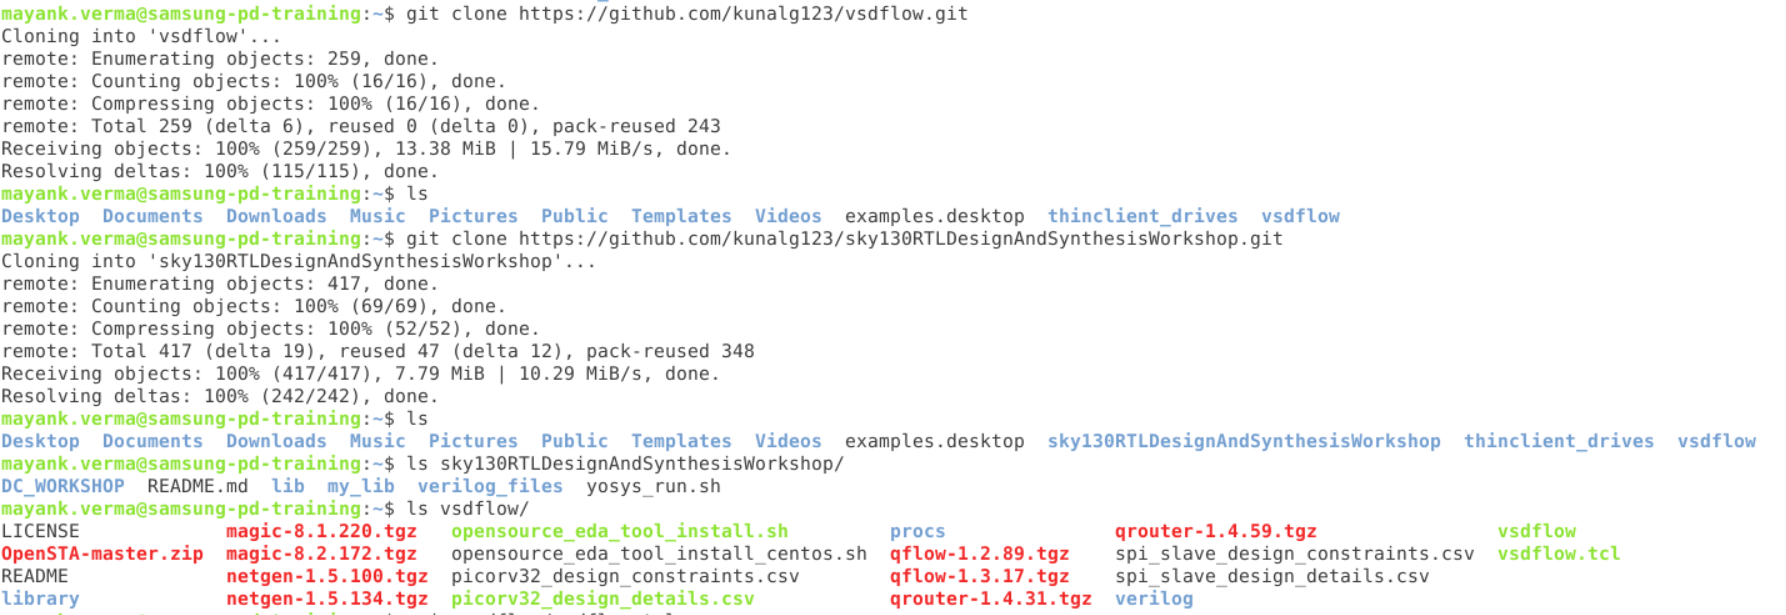 mayank.verma@samsung-pd-training:~$ git clone https://github.com/kunalg123/vsdflow.git
Cloning into 'vsdflow'...
remote: Enumerating objects: 259, done.
remote: Counting objects: 100% (16/16), done.
remote: Compressing objects: 100% (16/16), done.
remote: Total 259 (delta 6), reused 0 (delta 0), pack-reused 243
Receiving objects: 100% (259/259), 13.38 MiB | 15.79 MiB/s, done.
Resolving deltas: 100% (115/115), done.
mayank.verma@samsung-pd-training:~$ ls
Desktop  Documents  Downloads  Music  Pictures  Public  Templates  Videos  examples.desktop  thinclient_drives  vsdflow
mayank.verma@samsung-pd-training:~$ git clone https://github.com/kunalg123/sky130RTLDesignAndSynthesisWorkshop.git
Cloning into 'sky130RTLDesignAndSynthesisWorkshop'...
remote: Enumerating objects: 417, done.
remote: Counting objects: 100% (69/69), done.
remote: Compressing objects: 100% (52/52), done.
remote: Total 417 (delta 19), reused 47 (delta 12), pack-reused 348
Receiving objects: 100% (417/417), 7.79 MiB | 10.29 MiB/s, done.
Resolving deltas: 100% (242/242), done.
mayank.verma@samsung-pd-training:~$ ls
Desktop  Documents  Downloads  Music  Pictures  Public  Templates  Videos  examples.desktop  sky130RTLDesignAndSynthesisWorkshop  thinclient_drives  vsdflow
mayank.verma@samsung-pd-training:~$ ls sky130RTLDesignAndSynthesisWorkshop/
DC_WORKSHOP  README.md  lib  my_lib  verilog_files  yosys_run.sh
mayank.verma@samsung-pd-training:~$ ls vsdflow/
LICENSE  magic-8.1.220.tgz  opensource_eda_tool_install.sh  procs  qrouter-1.4.59.tgz  vsdflow
OpenSTA-master.zip  magic-8.2.172.tgz  opensource_eda_tool_install_centos.sh  qflow-1.2.89.tgz  spi_slave_design_constraints.csv  vsdflow.tcl
README  netgen-1.5.100.tgz  picorv32_design_constraints.csv  qflow-1.3.17.tgz  spi_slave_design_details.csv
library  netgen-1.5.134.tgz  picorv32_design_details.csv  qrouter-1.4.31.tgz  verilog